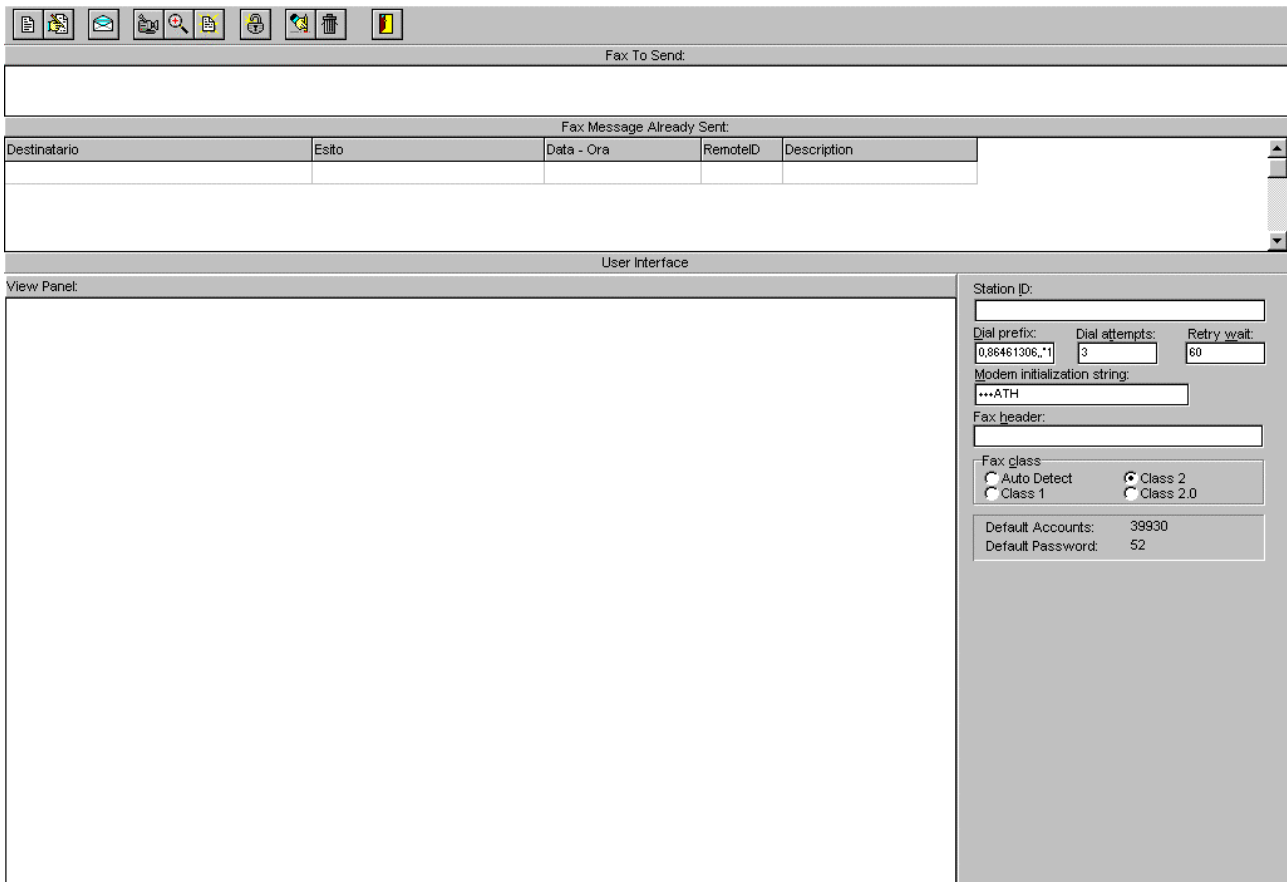 Fax To Send:
Fax Message Already Sent:
Destinatario Esito Data - Ora RemoteID Description
User Interface
View Panel:
Station ID:
Dial prefix: Dial attempts: Retry wait:
0,86461306,,*1 3 60
Modem initialization string:
+++ATH
Fax header:
Fax class
Auto Detect Class 2
Class 1 Class 2.0
Default Accounts: 39930
Default Password: 52